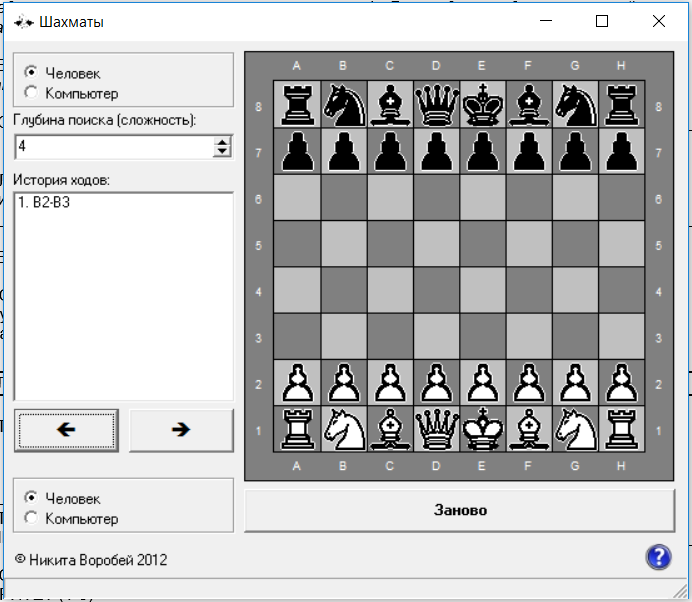 Шахматы
Человек
Компьютер
Глубина поиска (сложность):
4
История ходов:
1. B2-B3
Человек
Компьютер
© Никита Воробей 2012
A B C D E F G H
8 8
7 7
6 6
5 5
4 4
3 3
2 2
1 1
A B C D E F G H
Заново
?